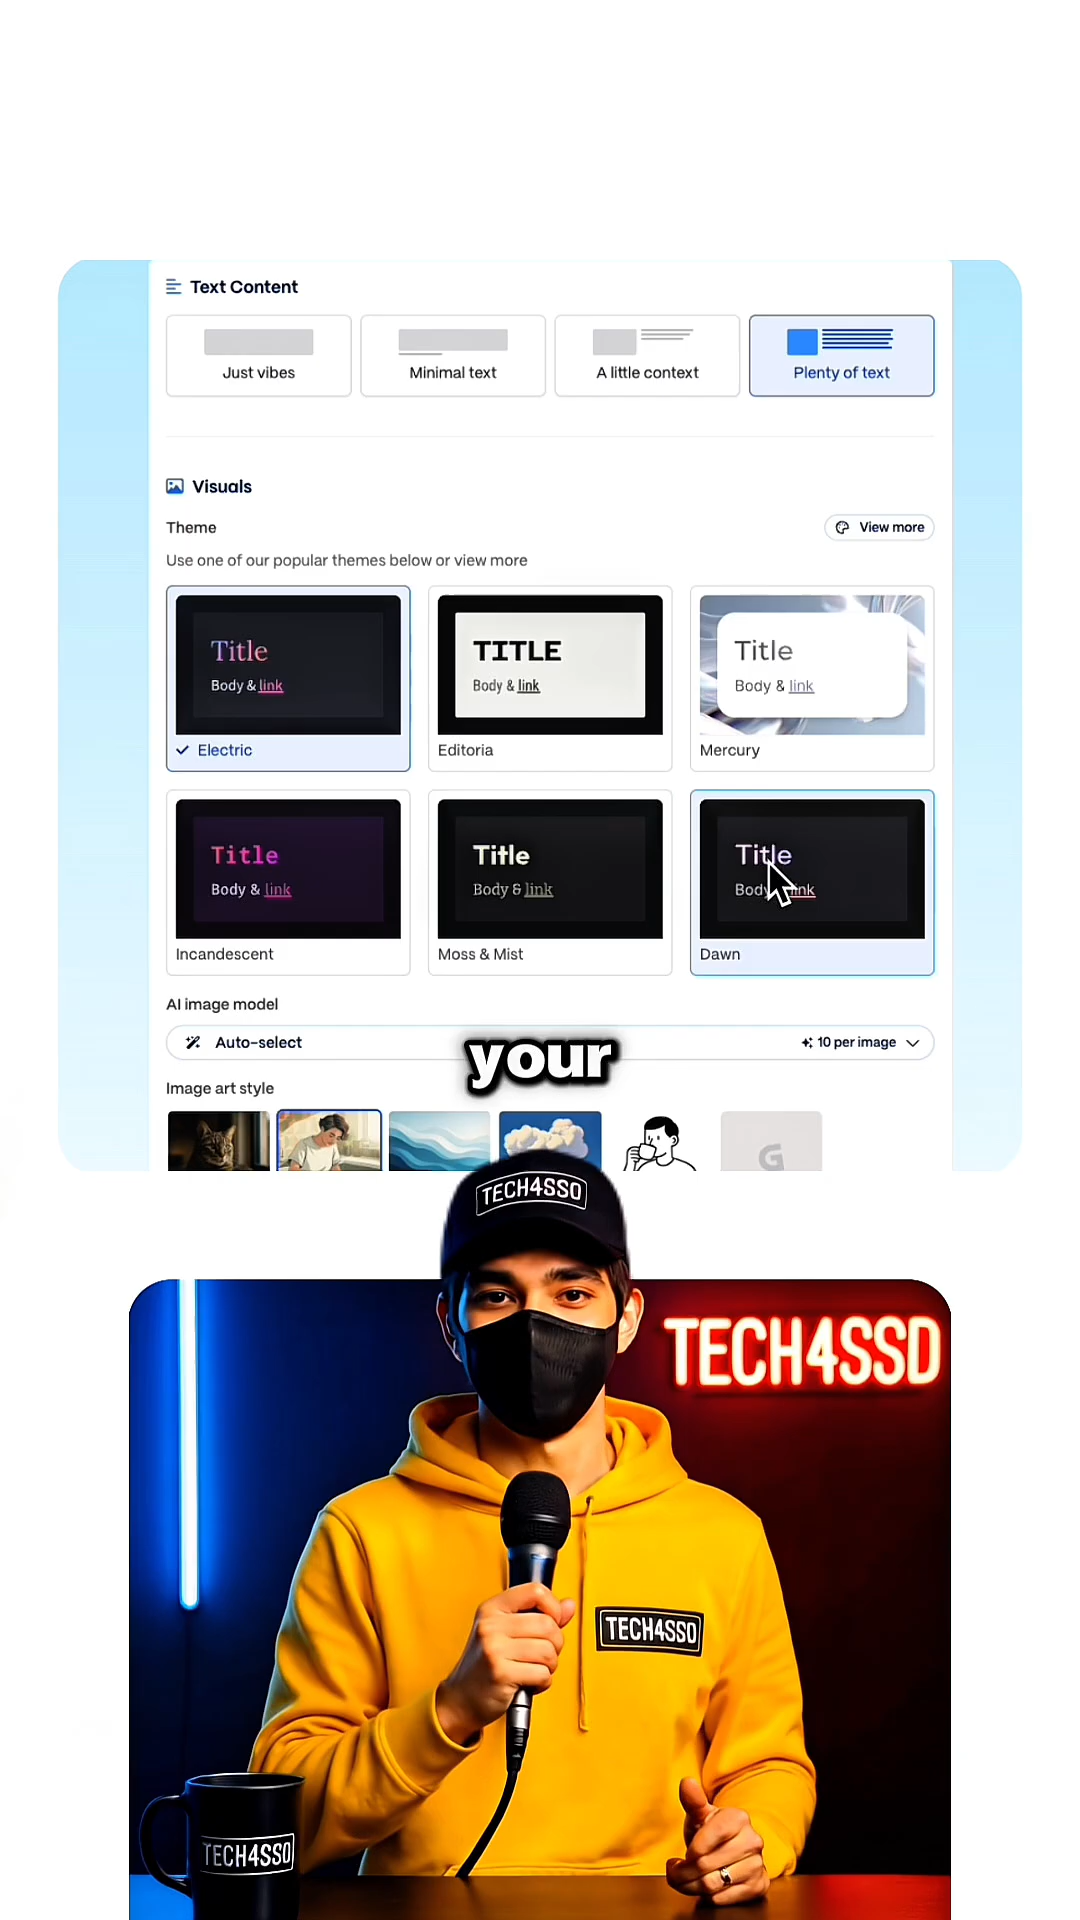 Text Content
Just vibes
Minimal text
A little context
Plenty of text
Visuals
Theme
View more
Use one of our popular themes below or view more
Title
Body & link
Electric
TITLE
Body & link
Editoria
Title
Body & link
Mercury
Title
Body & link
Incandescent
Title
Body & link
Moss & Mist
Title
Body link
Dawn
AI image model
Auto-select
10 per image
your
Image art style
G
TECH4SSD
TECH4SSD
TECH4SSD
TECH4SSD